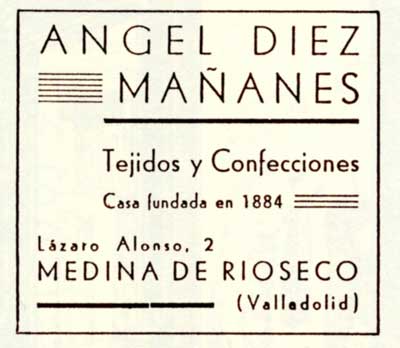 ANGEL DIEZ
MAÑANES
Tejidos y Confecciones
Casa fundada en 1884
Lázaro Alonso, 2
MEDINA DE RIOSECO
(Valladolid)